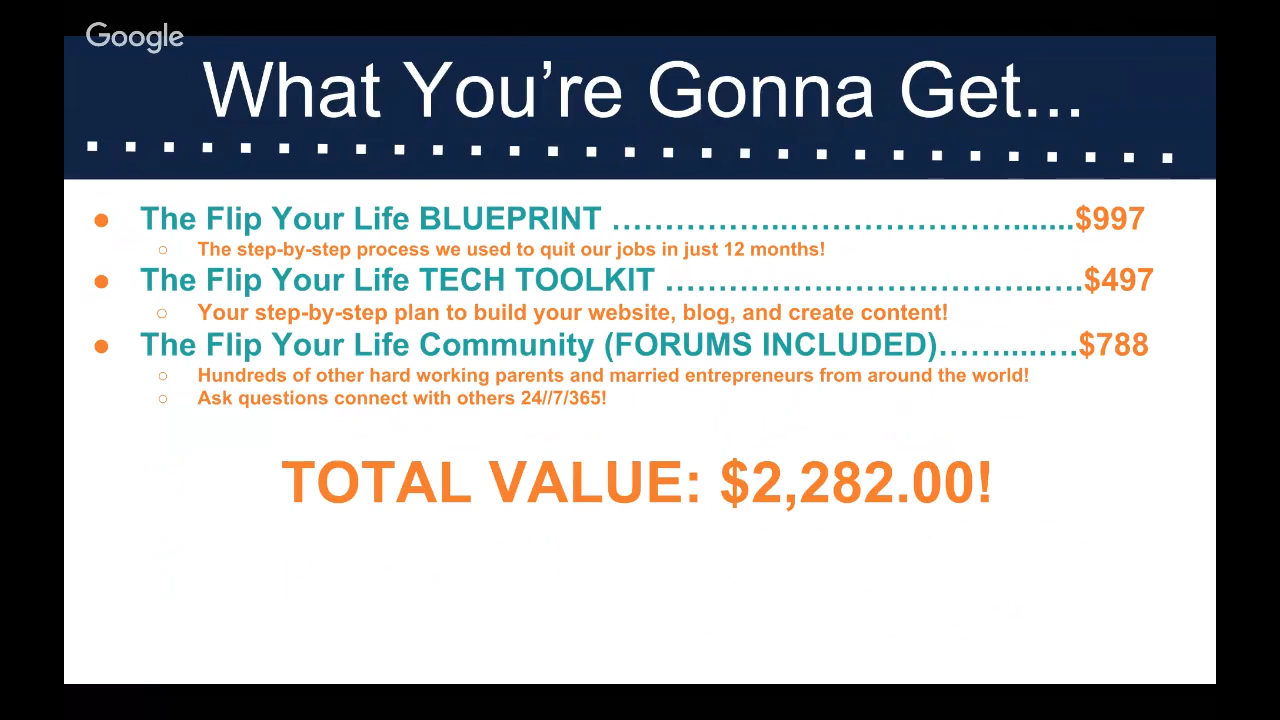 Google
What You’re Gonna Get...
● The Flip Your Life BLUEPRINT ……………..………………….......$997
○ The step-by-step process we used to quit our jobs in just 12 months!
● The Flip Your Life TECH TOOLKIT …………….………………...….$497
○ Your step-by-step plan to build your website, blog, and create content!
● The Flip Your Life Community (FORUMS INCLUDED)……....….$788
○ Hundreds of other hard working parents and married entrepreneurs from around the world!
○ Ask questions connect with others 24//7/365!
TOTAL VALUE: $2,282.00!